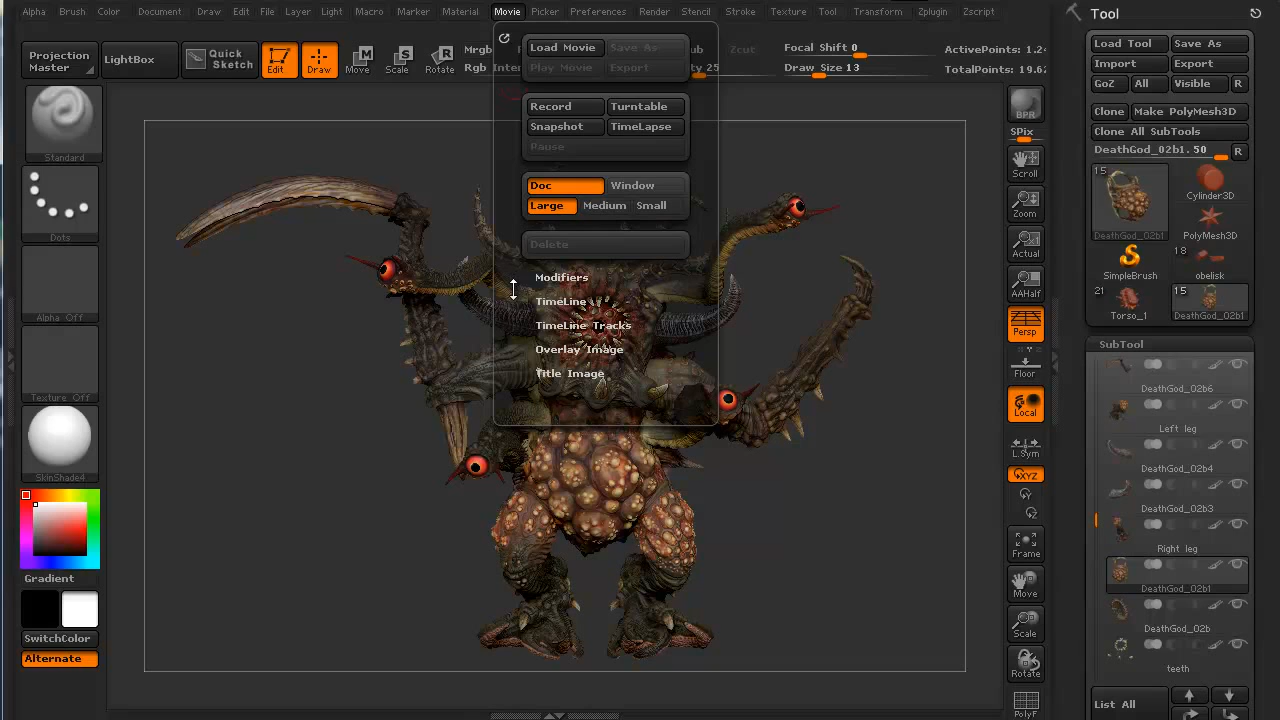 Alpha Brush Color Document Draw Edit File Layer Light Macro Marker Material Movie Picker Preferences Render Stencil Stroke Texture Tool Transform Zplugin Zscript
Projection Master
LightBox
Quick Sketch
Edit
Draw
Move
Scale
Rotate
Mrgb
Rgb
Zcut
25
Focal Shift 0
Draw Size 13
ActivePoints: 1.24
TotalPoints: 19.62
Load Movie Save As
Play Movie Export
Record Turntable
Snapshot TimeLapse
Pause
Doc Window
Large Medium Small
Delete
Modifiers
TimeLine
TimeLine Tracks
Overlay Image
Title Image
Standard
Dots
Alpha Off
Texture Off
SkinShade4
Gradient
SwitchColor
Alternate
BPR
SPix
Scroll
Zoom
Actual
AAHalf
Persp
Floor
Local
L.Sym
XYZ
Frame
Move
Scale
Rotate
PolyF
Tool
Load Tool Save As
Import Export
GoZ All Visible R
Clone Make PolyMesh3D
Clone All SubTools
DeathGod_02b1. 50 R
15
DeathGod_02b1
Cylinder3D
PolyMesh3D
SimpleBrush
18
obelisk
21
Torso_1
15
DeathGod_02b1
SubTool
DeathGod_02b6
Left leg
DeathGod_02b4
DeathGod_02b3
Right leg
DeathGod_02b1
DeathGod_02b
teeth
List All